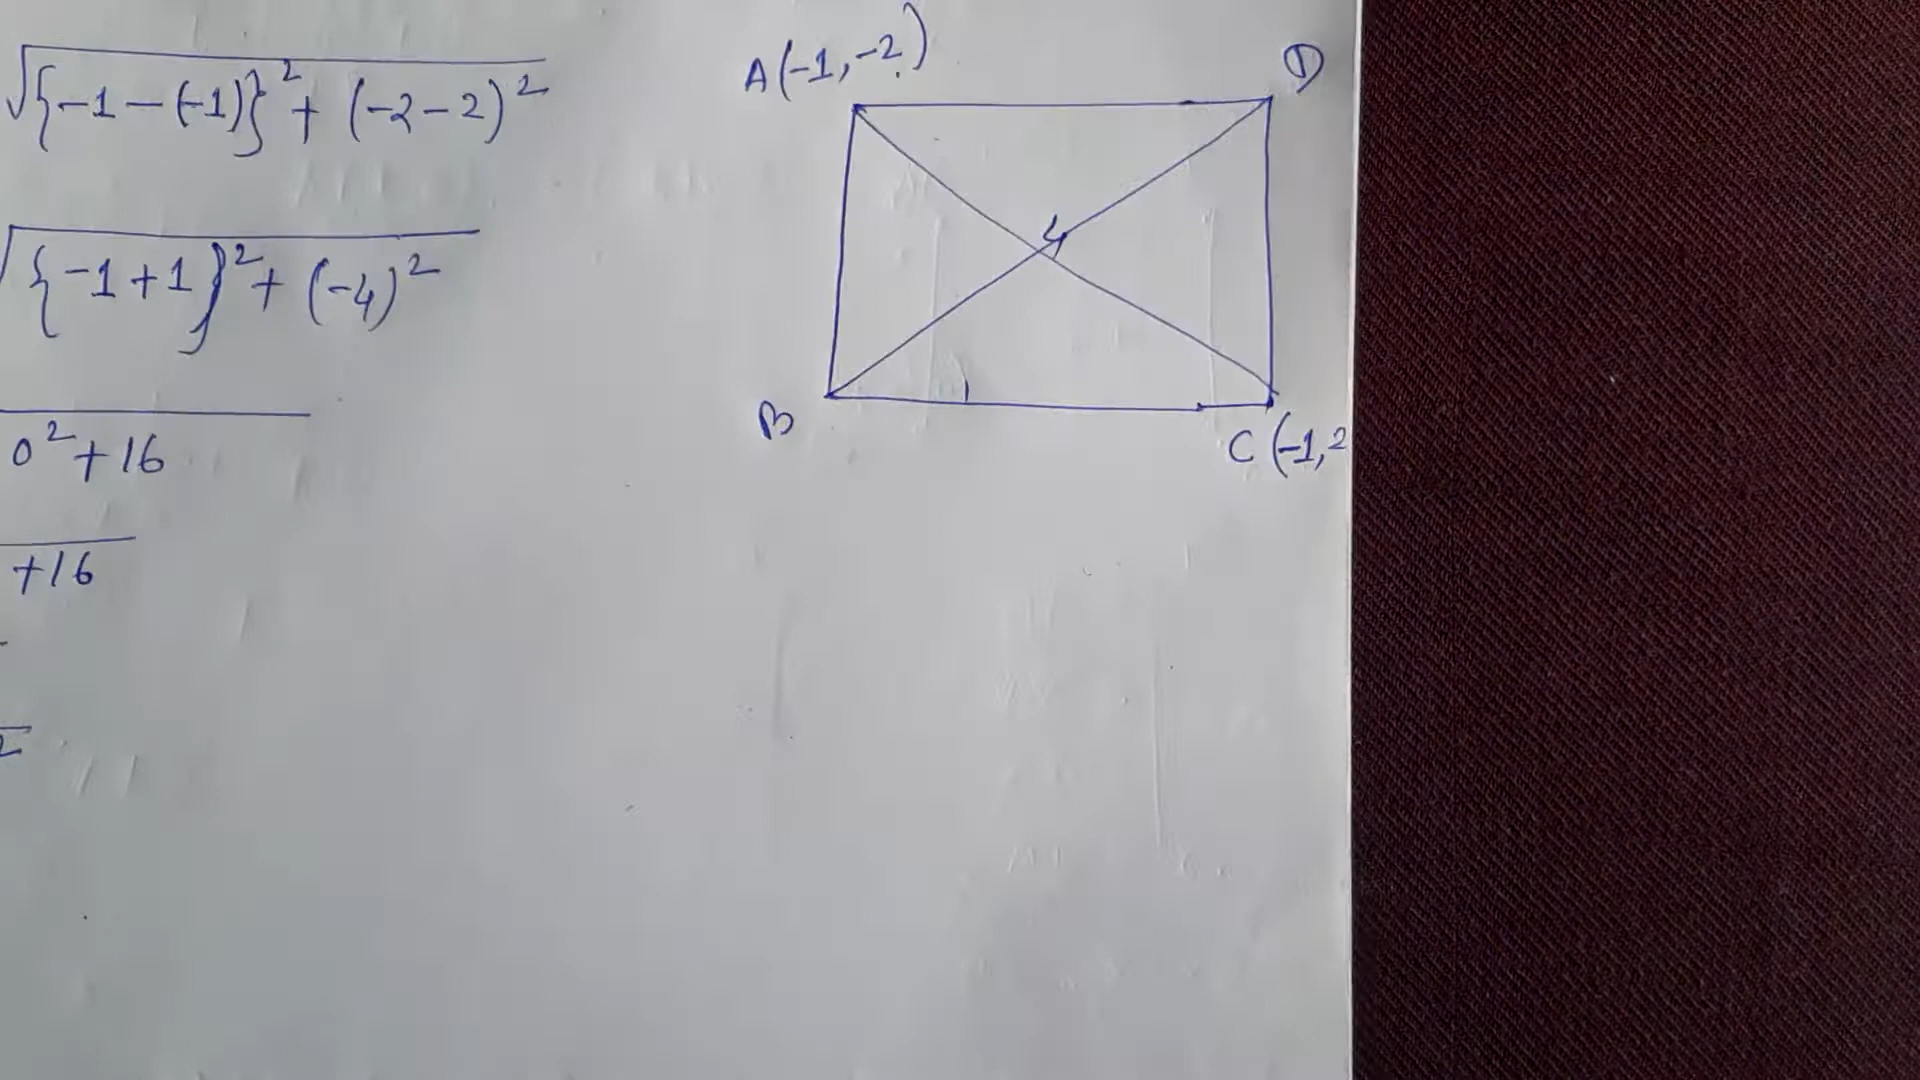 √{-1-(-1)}² + (-2-2)²
√{-1+1}² + (-4)²
0² + 16
+16
A(-1,-2)
D
4
B
C(-1,2